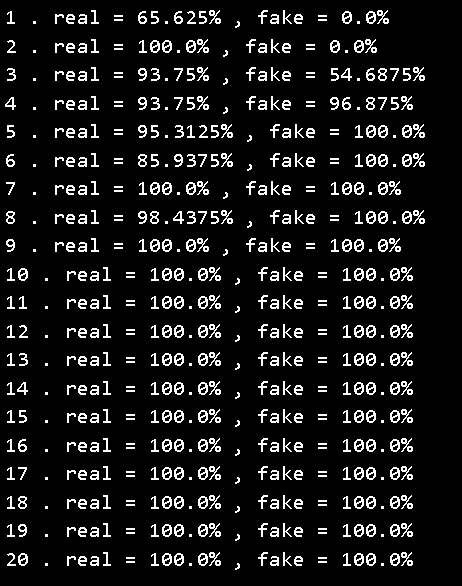 1 . real = 65.625% , fake = 0.0%
2 . real = 100.0% , fake = 0.0%
3 . real = 93.75% , fake = 54.6875%
4 . real = 93.75% , fake = 96.875%
5 . real = 95.3125% , fake = 100.0%
6 . real = 85.9375% , fake = 100.0%
7 . real = 100.0% , fake = 100.0%
8 . real = 98.4375% , fake = 100.0%
9 . real = 100.0% , fake = 100.0%
10 . real = 100.0% , fake = 100.0%
11 . real = 100.0% , fake = 100.0%
12 . real = 100.0% , fake = 100.0%
13 . real = 100.0% , fake = 100.0%
14 . real = 100.0% , fake = 100.0%
15 . real = 100.0% , fake = 100.0%
16 . real = 100.0% , fake = 100.0%
17 . real = 100.0% , fake = 100.0%
18 . real = 100.0% , fake = 100.0%
19 . real = 100.0% , fake = 100.0%
20 . real = 100.0% , fake = 100.0%